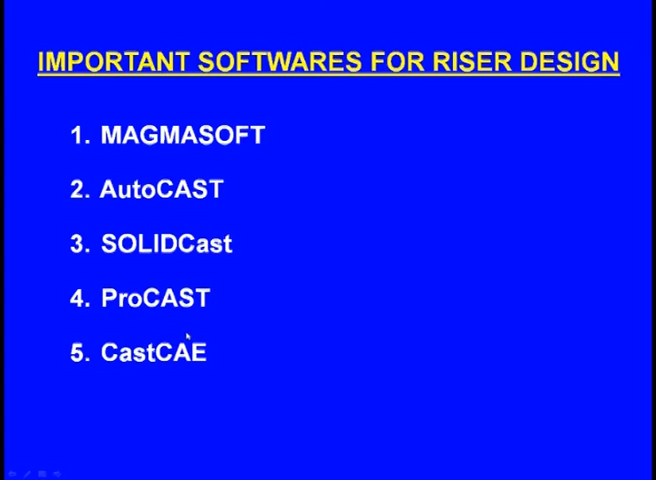 IMPORTANT SOFTWARES FOR RISER DESIGN
1. MAGMASOFT
2. AutoCAST
3. SOLIDCast
4. ProCAST
5. CastCAE